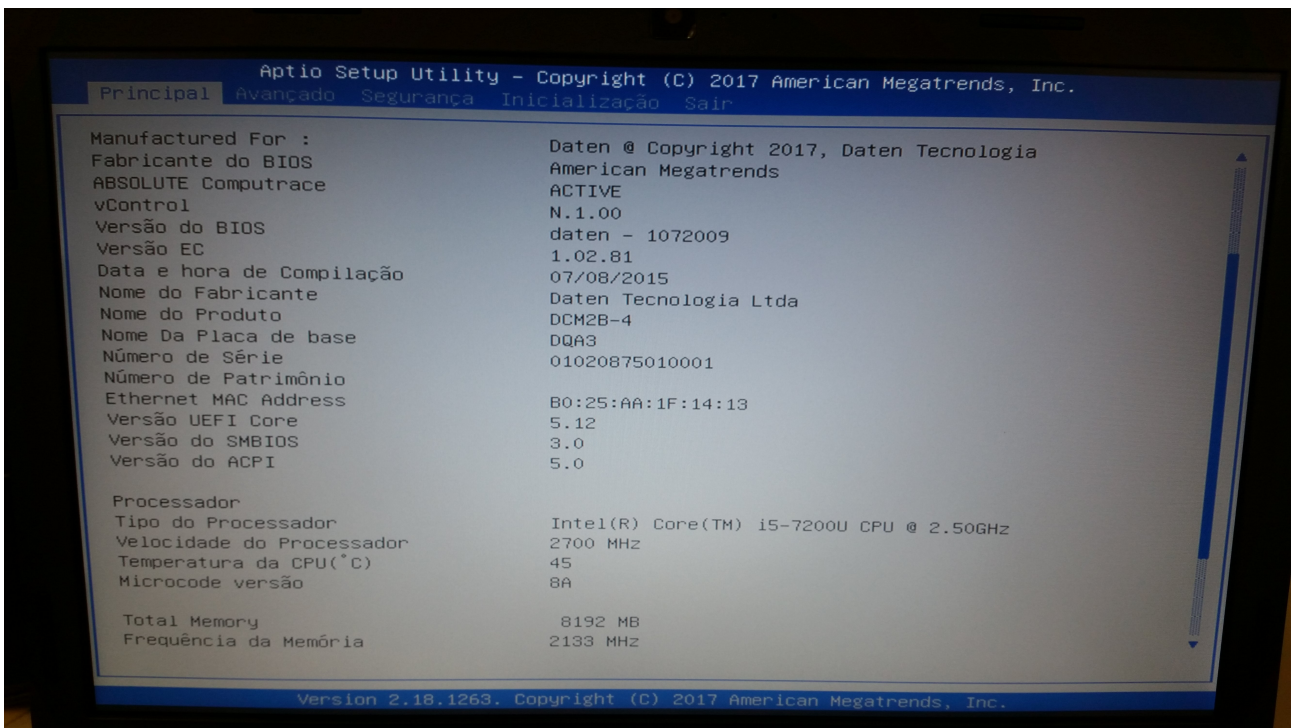 Aptio Setup Utility – Copyright (C) 2017 American Megatrends, Inc.
Principal Avançado Segurança Inicialização Sair
Manufactured For : Daten @ Copyright 2017, Daten Tecnologia
Fabricante do BIOS American Megatrends
ABSOLUTE Computrace ACTIVE
vControl N.1.00
Versão do BIOS daten – 1072009
Versão EC 1.02.81
Data e hora de Compilação 07/08/2015
Nome do Fabricante Daten Tecnologia Ltda
Nome do Produto DCM2B-4
Nome Da Placa de base DQA3
Número de Série 01020875010001
Número de Patrimônio
Ethernet MAC Address B0:25:AA:1F:14:13
Versão UEFI Core 5.12
Versão do SMBIOS 3.0
Versão do ACPI 5.0
Processador
Tipo do Processador Intel(R) Core(TM) i5-7200U CPU @ 2.50GHz
Velocidade do Processador 2700 MHz
Temperatura da CPU(°C) 45
Microcode versão 8A
Total Memory 8192 MB
Frequência da Memória 2133 MHz
Version 2.18.1263. Copyright (C) 2017 American Megatrends, Inc.